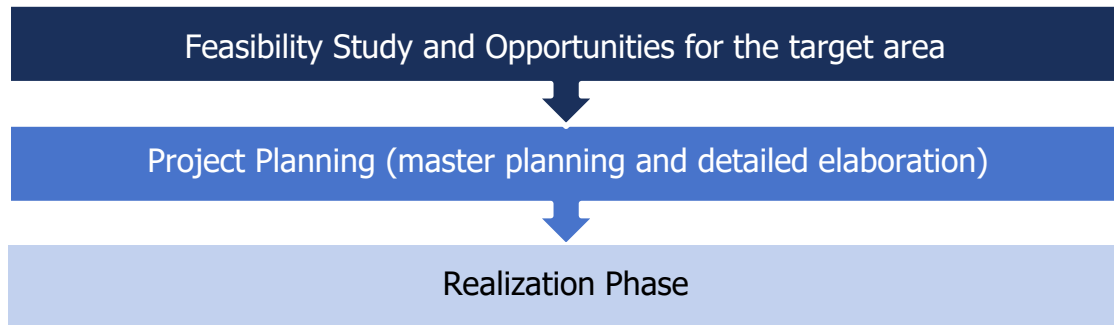 Feasibility Study and Opportunities for the target area
Project Planning (master planning and detailed elaboration)
Realization Phase